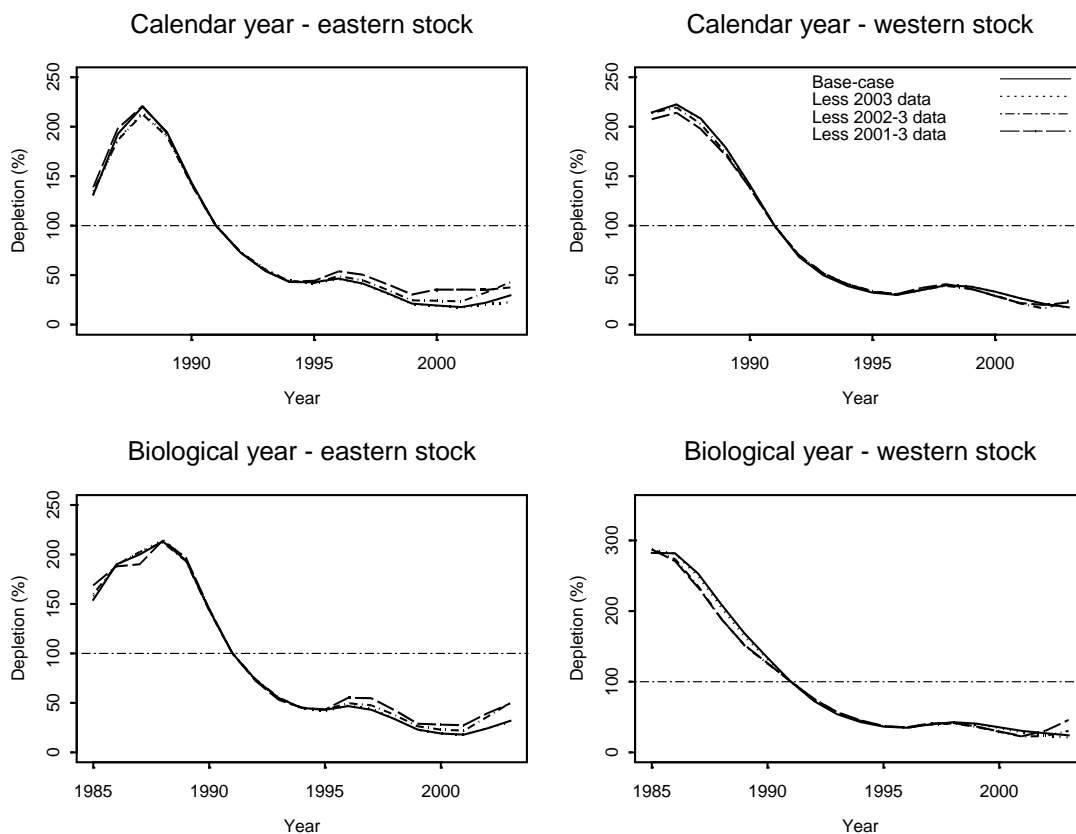 Calendar year - eastern stock
Depletion (%)
250
200
150
100
50
0
1990
1995
2000
Year
Calendar year - western stock
Base-case
Less 2003 data
Less 2002-3 data
Less 2001-3 data
Depletion (%)
250
200
150
100
50
0
1990
1995
2000
Year
Biological year - eastern stock
Depletion (%)
250
200
150
100
50
0
1985
1990
1995
2000
Year
Biological year - western stock
Depletion (%)
300
200
100
0
1985
1990
1995
2000
Year